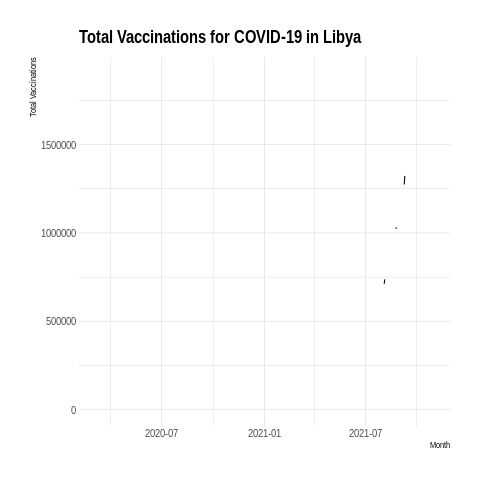 Total Vaccinations for COVID-19 in Libya
Total Vaccinations
1500000
1000000
500000
0
2020-07 2021-01 2021-07
Month